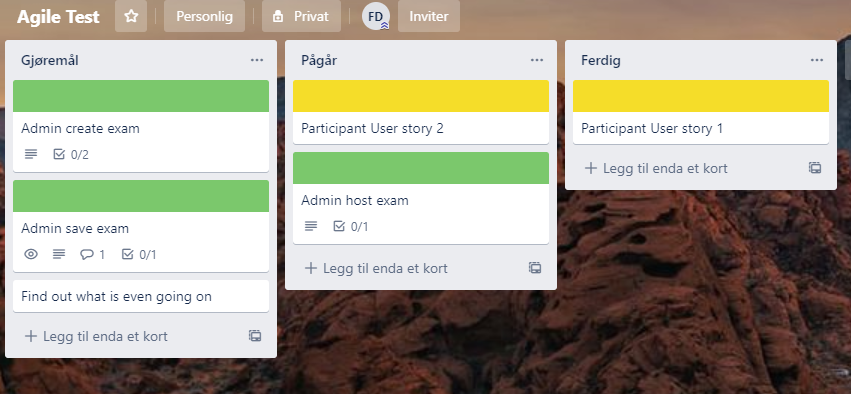 Agile Test Personlig Privat FD Inviter
Gjøremål
Admin create exam
0/2
Admin save exam
1 0/1
Find out what is even going on
Legg til enda et kort
Pågår
Participant User story 2
Admin host exam
0/1
Legg til enda et kort
Ferdig
Participant User story 1
Legg til enda et kort